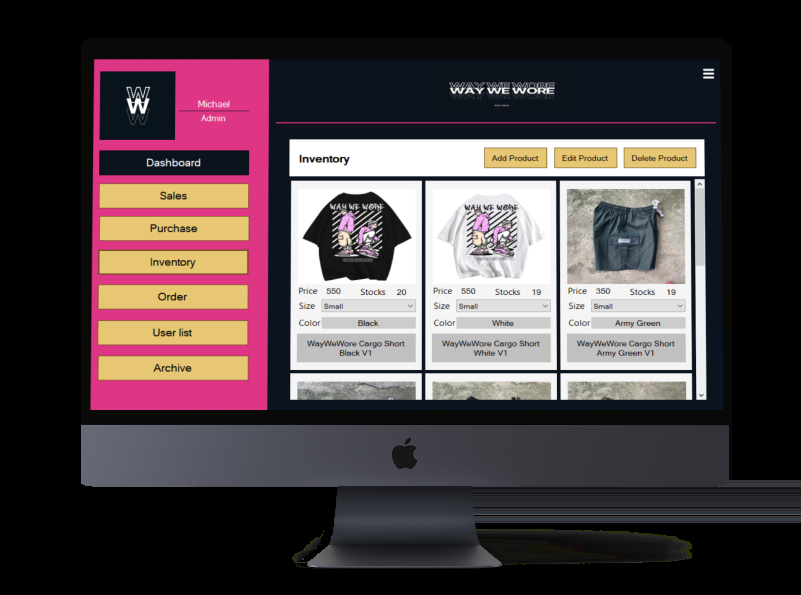 W
Michael
Admin
Dashboard
Sales
Purchase
Inventory
Order
User list
Archive
WAY WE WORE
Inventory
Add Product
Edit Product
Delete Product
WAY WE WORE
Price 550 Stocks 20
Size Small
Color Black
WayWeWore Cargo Short
Black V1
WAY WE WORE
Price 550 Stocks 19
Size Small
Color White
WayWeWore Cargo Short
White V1
Price 350 Stocks 19
Size Small
Color Army Green
WayWeWore Cargo Short
Army Green V1